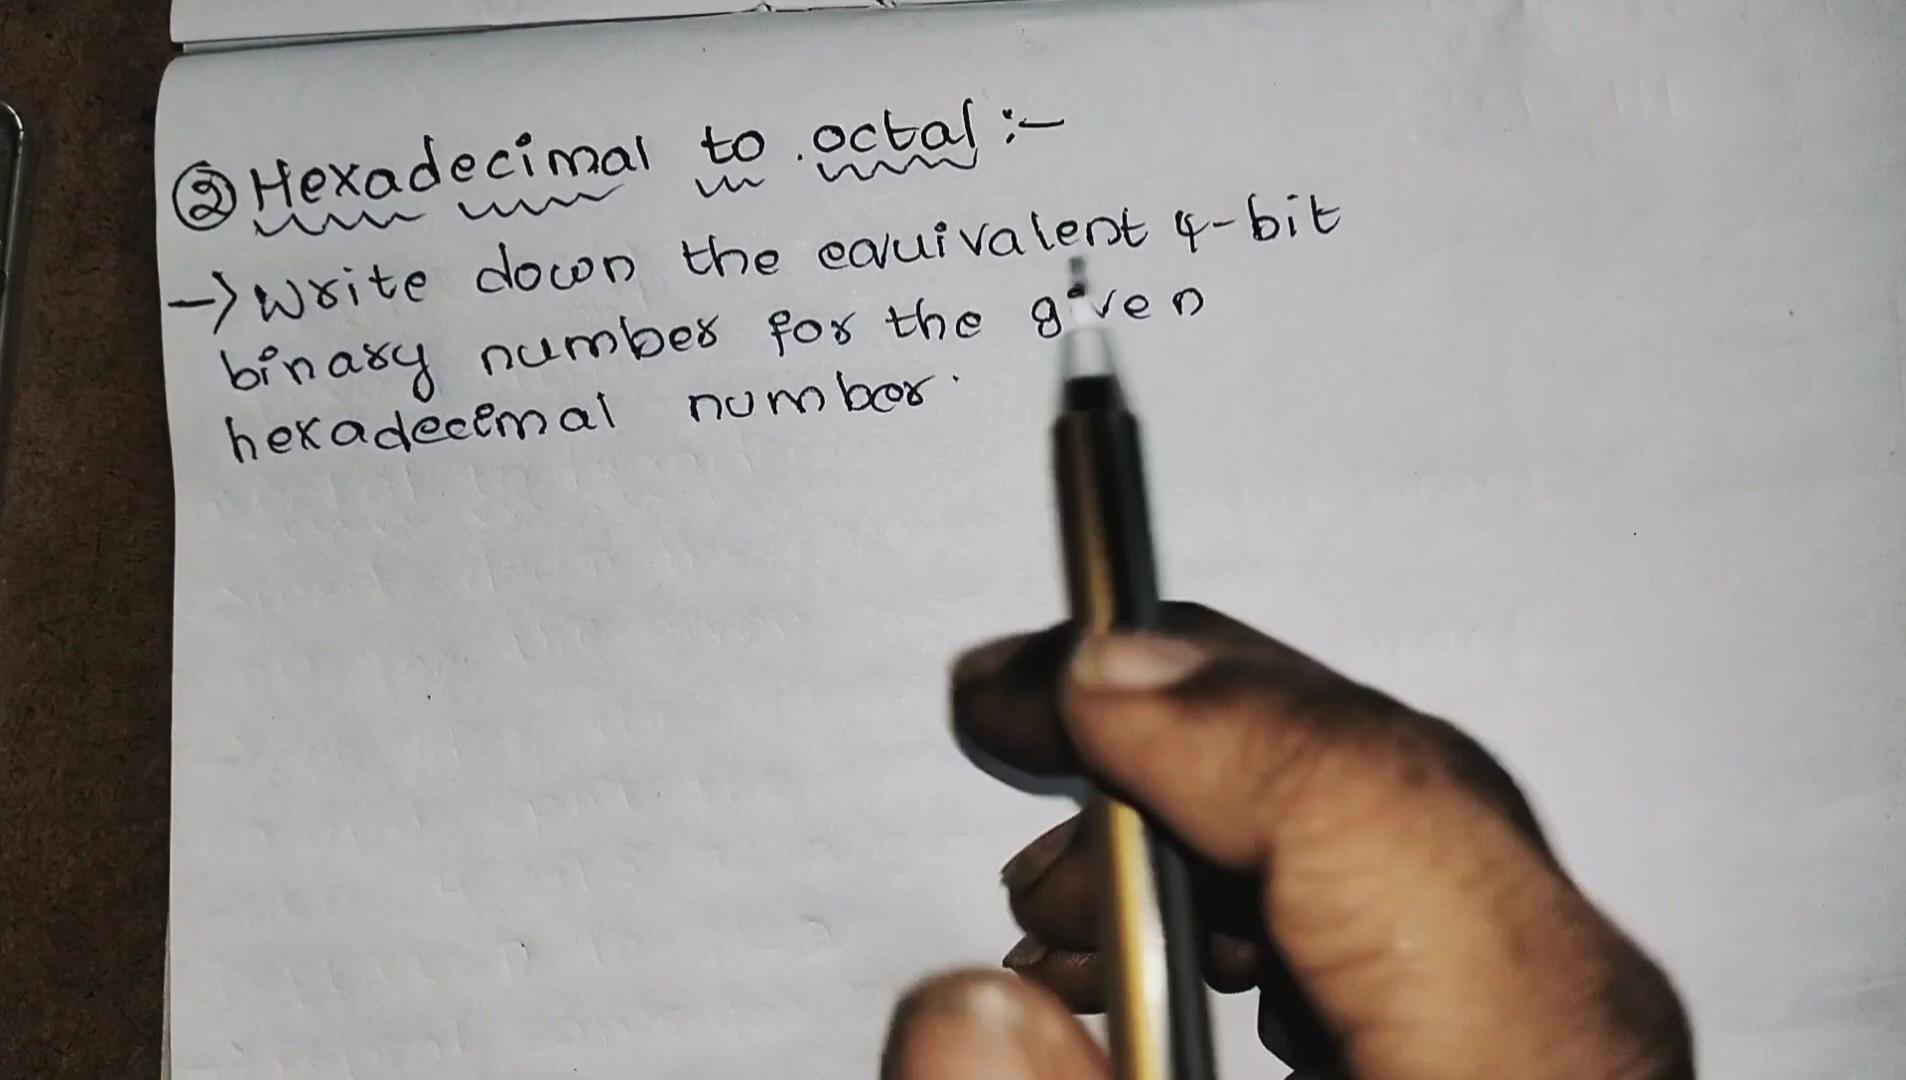 ② Hexadecimal to octal :-
→ Write down the equivalent 4-bit
binary number for the given
hexadecimal number.